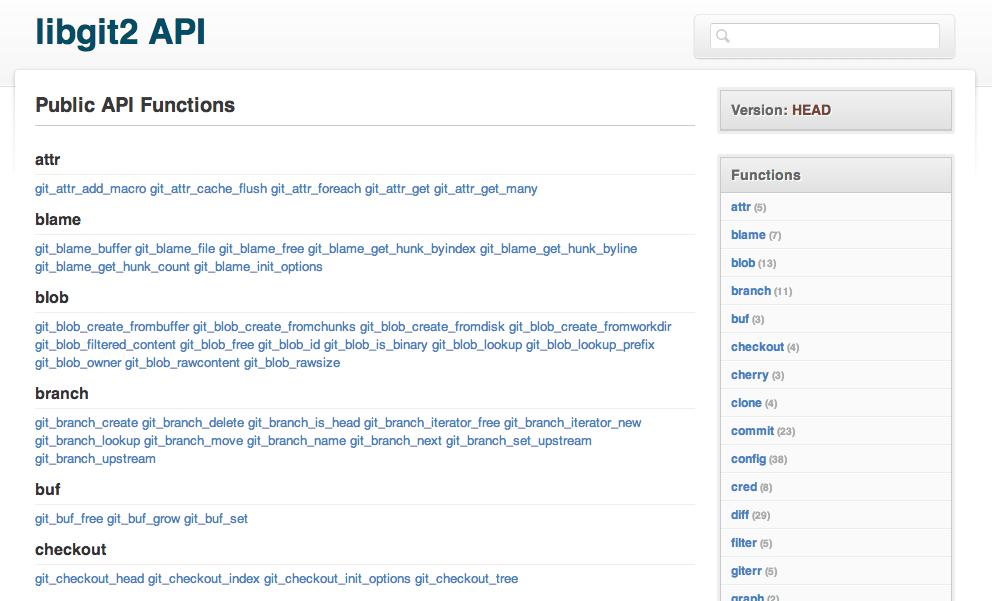 libgit2 API
Public API Functions
attr
git_attr_add_macro git_attr_cache_flush git_attr_foreach git_attr_get git_attr_get_many
blame
git_blame_buffer git_blame_file git_blame_free git_blame_get_hunk_byindex git_blame_get_hunk_byline
git_blame_get_hunk_count git_blame_init_options
blob
git_blob_create_frombuffer git_blob_create_fromchunks git_blob_create_fromdisk git_blob_create_fromworkdir
git_blob_filtered_content git_blob_free git_blob_id git_blob_is_binary git_blob_lookup git_blob_lookup_prefix
git_blob_owner git_blob_rawcontent git_blob_rawsize
branch
git_branch_create git_branch_delete git_branch_is_head git_branch_iterator_free git_branch_iterator_new
git_branch_lookup git_branch_move git_branch_name git_branch_next git_branch_set_upstream
git_branch_upstream
buf
git_buf_free git_buf_grow git_buf_set
checkout
git_checkout_head git_checkout_index git_checkout_init_options git_checkout_tree
Version: HEAD
Functions
attr (5)
blame (7)
blob (13)
branch (11)
buf (3)
checkout (4)
cherry (3)
clone (4)
commit (23)
config (38)
cred (8)
diff (29)
filter (5)
giterr (5)
graph (2)